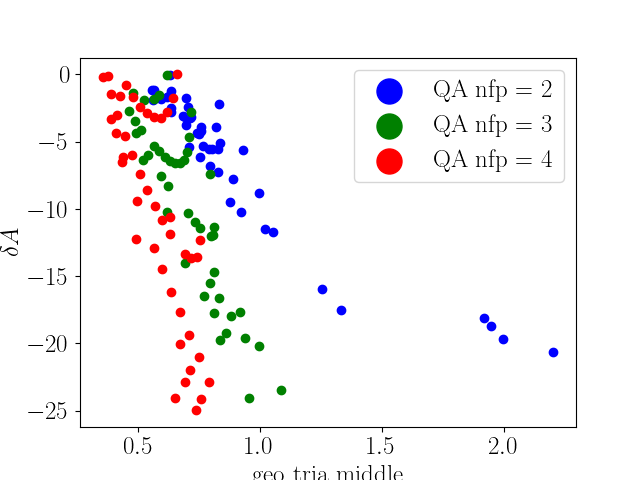 QA nfp = 2
QA nfp = 3
QA nfp = 4
0
−5
−10
−15
−20
−25
δA
0.5 1.0 1.5 2.0
geo tria middle